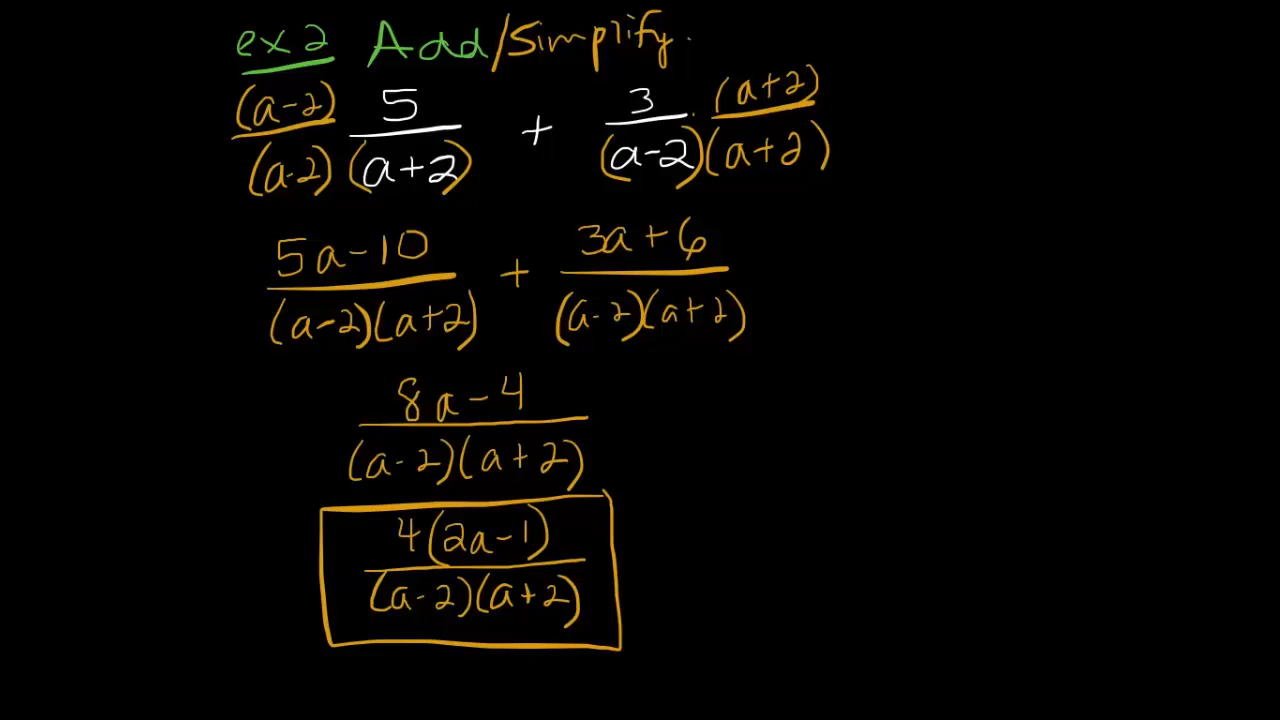 ex 2 Add/Simplify.
(a-2) 5 3 (a+2)
(a-2) (a+2) + (a-2) · (a+2)
5a-10 + 3a+6
(a-2)(a+2) (a-2)(a+2)
8a-4
(a-2)(a+2)
4(2a-1)
(a-2)(a+2)